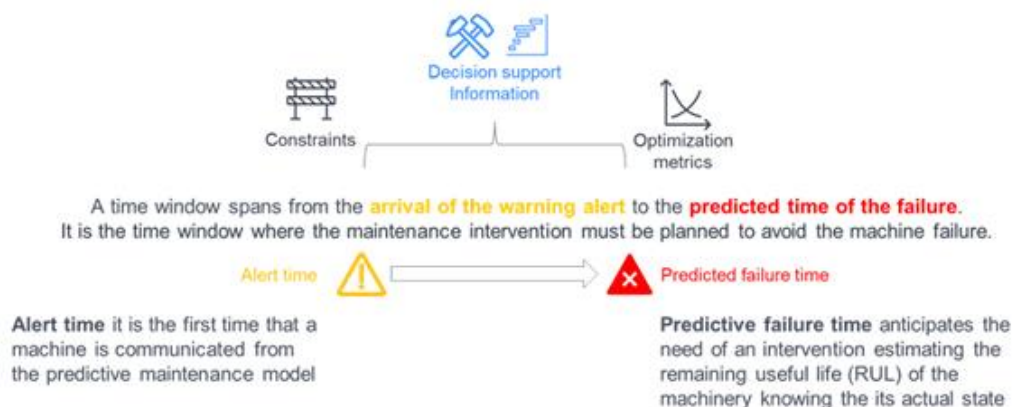 Decision support
Information
Constraints
Optimization
metrics
A time window spans from the arrival of the warning alert to the predicted time of the failure.
It is the time window where the maintenance intervention must be planned to avoid the machine failure.
Alert time
Predicted failure time
Alert time it is the first time that a
machine is communicated from
the predictive maintenance model
Predictive failure time anticipates the
need of an intervention estimating the
remaining useful life (RUL) of the
machinery knowing the its actual state